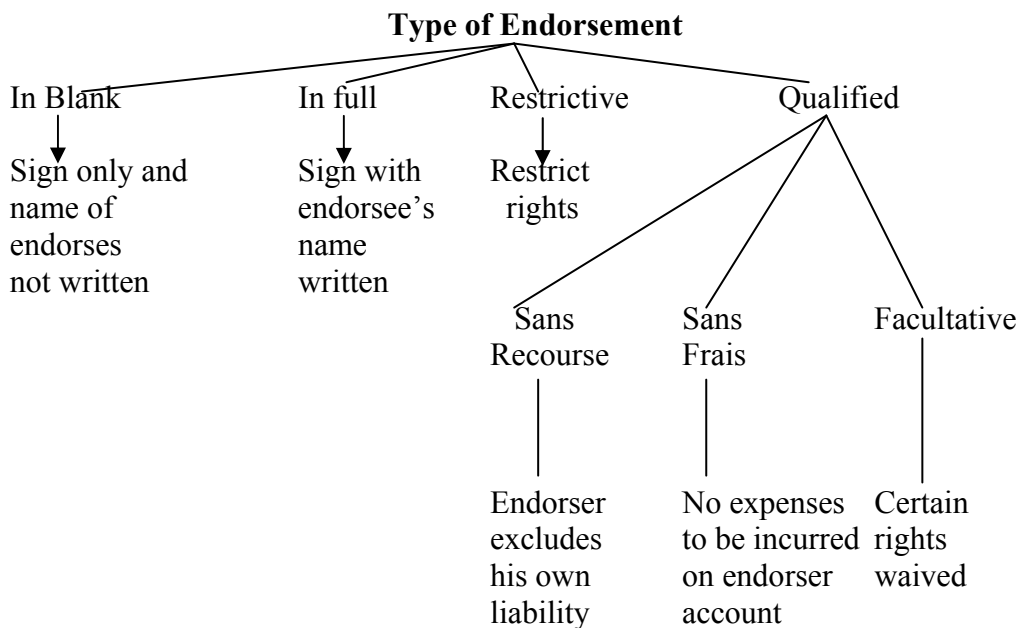 Type of Endorsement
In Blank
In full
Restrictive
Qualified
Sign only and
name of
endorses
not written
Sign with
endorsee’s
name
written
Restrict
rights
Sans
Recourse
Sans
Frais
Facultative
Endorser
excludes
his own
liability
No expenses
to be incurred
on endorser
account
Certain
rights
waived